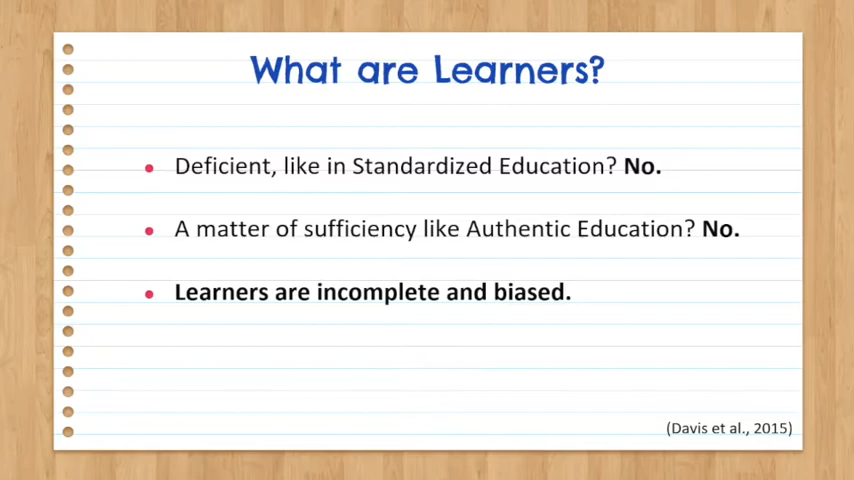 What are Learners?
Deficient, like in Standardized Education? No.
A matter of sufficiency like Authentic Education? No.
Learners are incomplete and biased.
(Davis et al., 2015)